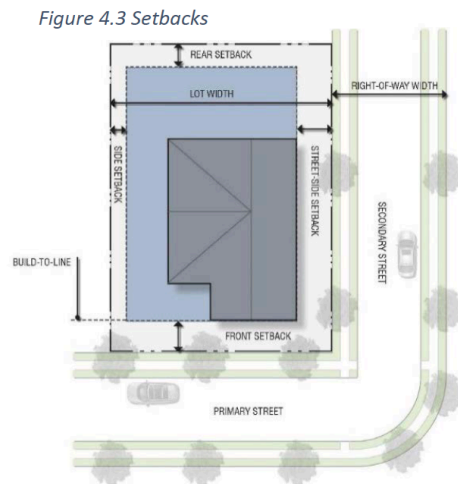 Figure 4.3 Setbacks
REAR SETBACK
LOT WIDTH
RIGHT-OF-WAY WIDTH
SIDE SETBACK
STREET-SIDE SETBACK
SECONDARY STREET
BUILD-TO-LINE
FRONT SETBACK
PRIMARY STREET